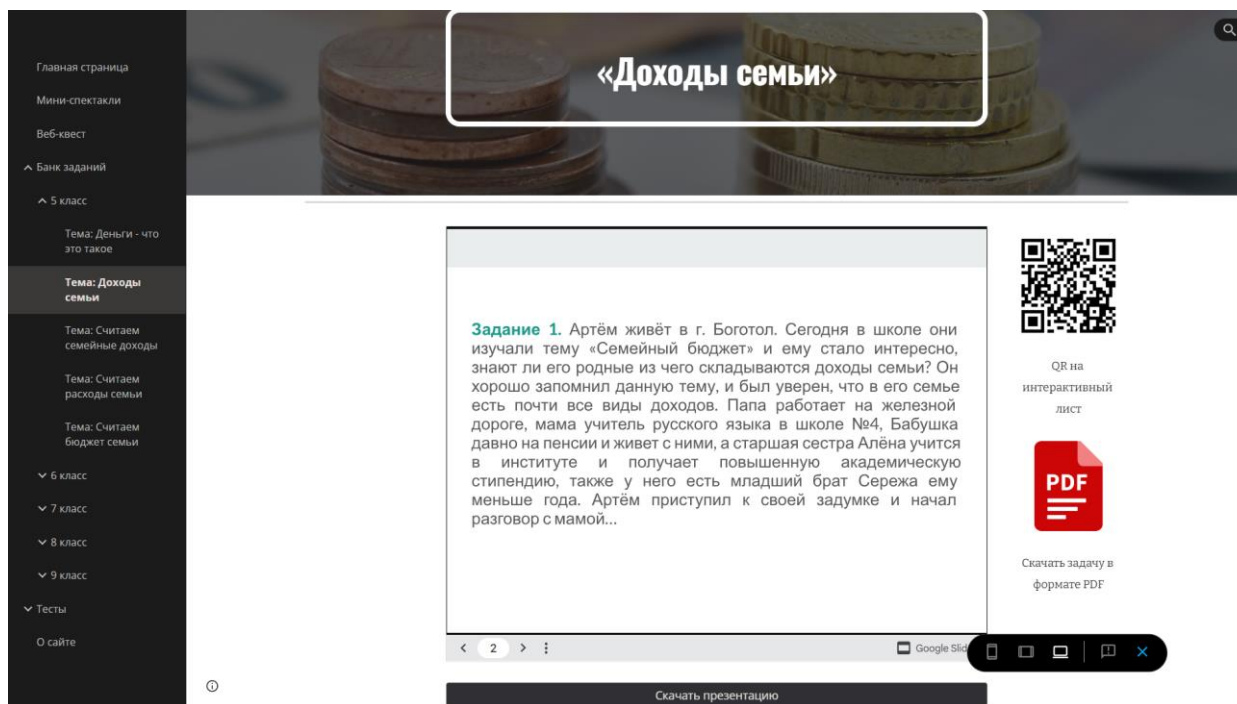 «Доходы семьи»
Главная страница
Мини-спектакли
Веб-квест
Банк заданий
5 класс
Тема: Деньги - что
это такое
Тема: Доходы
семьи
Тема: Считаем
семейные доходы
Тема: Считаем
расходы семьи
Тема: Считаем
бюджет семьи
6 класс
7 класс
8 класс
9 класс
Тесты
О сайте
Задание 1. Артём живёт в г. Боготол. Сегодня в школе они
изучали тему «Семейный бюджет» и ему стало интересно,
знают ли его родные из чего складываются доходы семьи? Он
хорошо запомнил данную тему, и был уверен, что в его семье
есть почти все виды доходов. Папа работает на железной
дороге, мама учитель русского языка в школе №4, Бабушка
давно на пенсии и живет с ними, а старшая сестра Алёна учится
в институте и получает повышенную академическую
стипендию, также у него есть младший брат Сережа ему
меньше года. Артём приступил к своей задумке и начал
разговор с мамой...
2
Google Slid
Скачать презентацию
QR на
интерактивный
лист
PDF
Скачать задачу в
формате PDF